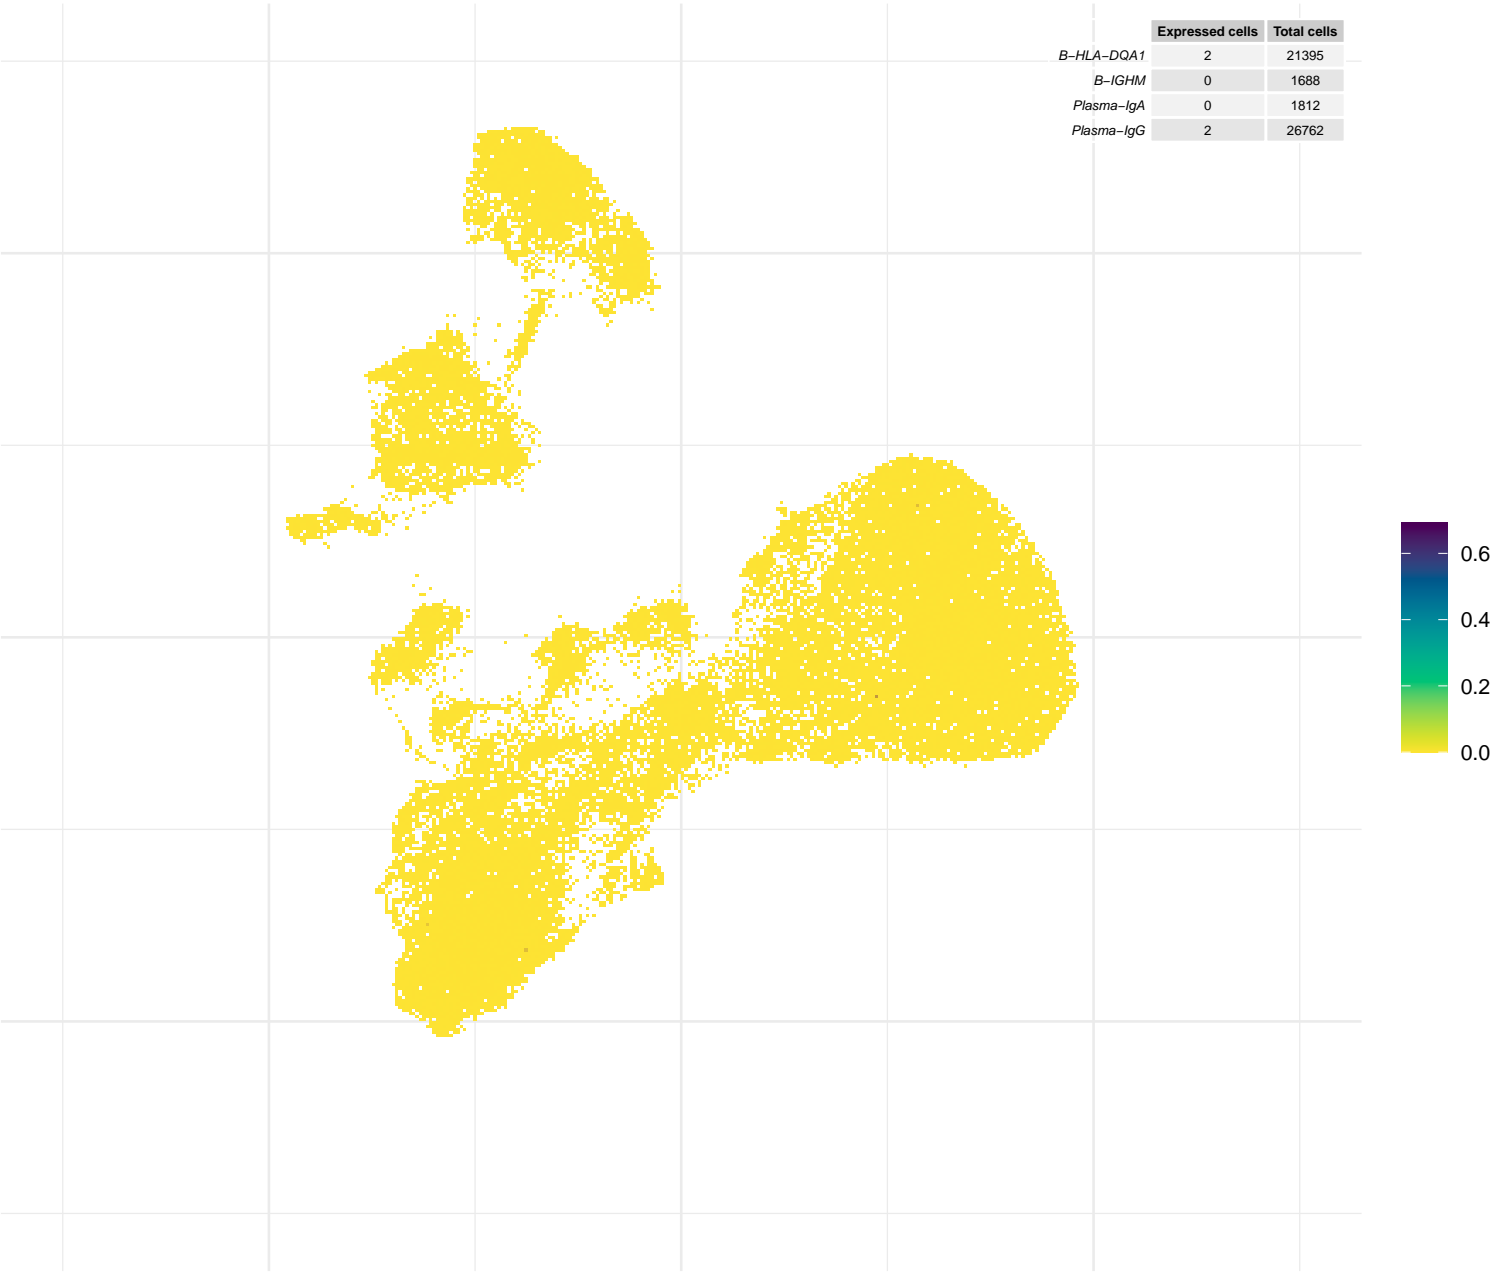 Expressed cells Total cells
B−HLA−DQA1 2 21395
B−IGHM 0 1688
Plasma−IgA 0 1812
Plasma−IgG 2 26762
0.6
0.4
0.2
0.0